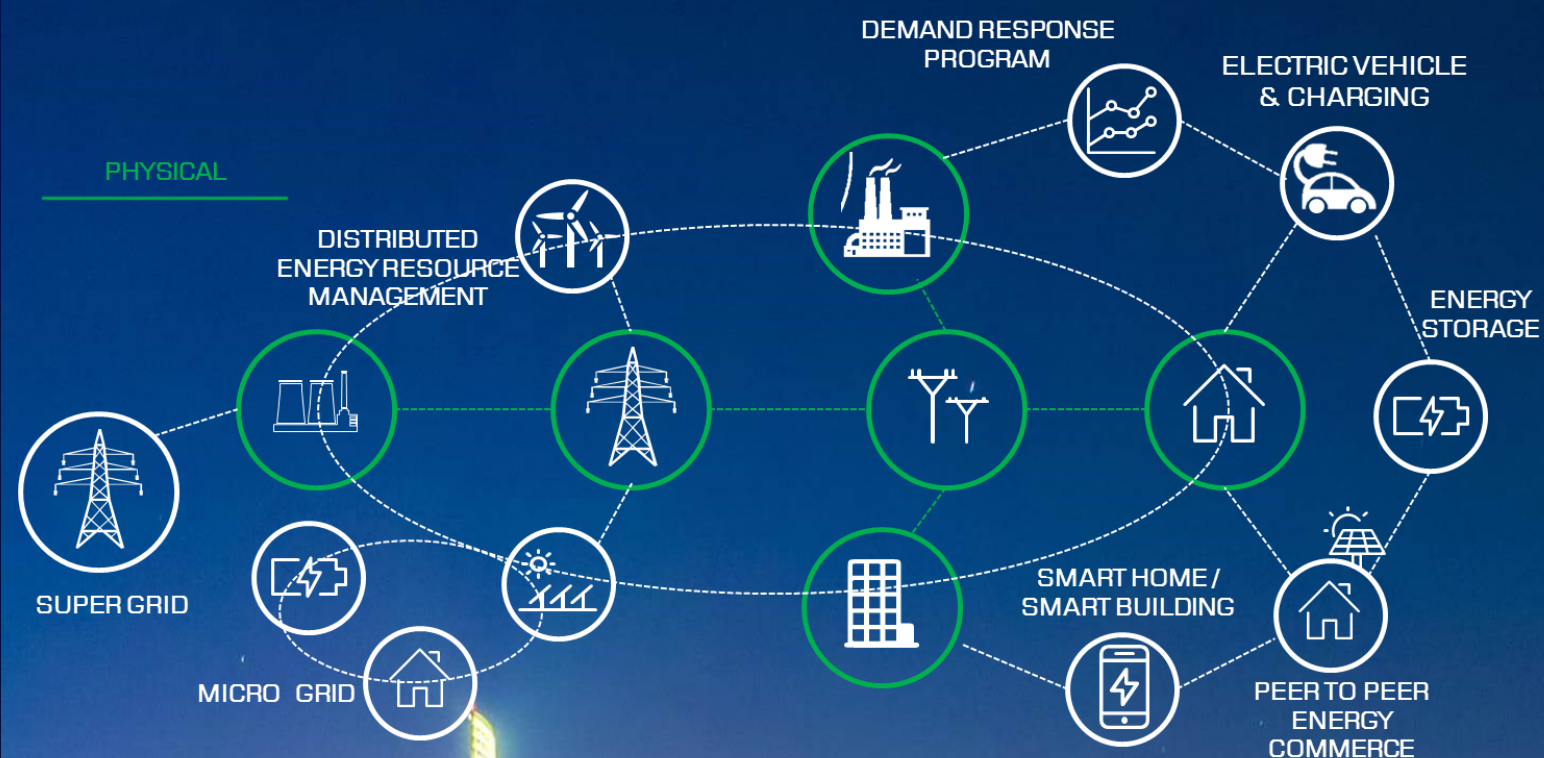 DEMAND RESPONSE
PROGRAM
ELECTRIC VEHICLE
& CHARGING
PHYSICAL
DISTRIBUTED
ENERGY RESOURCE
MANAGEMENT
ENERGY
STORAGE
SUPER GRID
SMART HOME /
SMART BUILDING
MICRO GRID
PEER TO PEER
ENERGY
COMMERCE